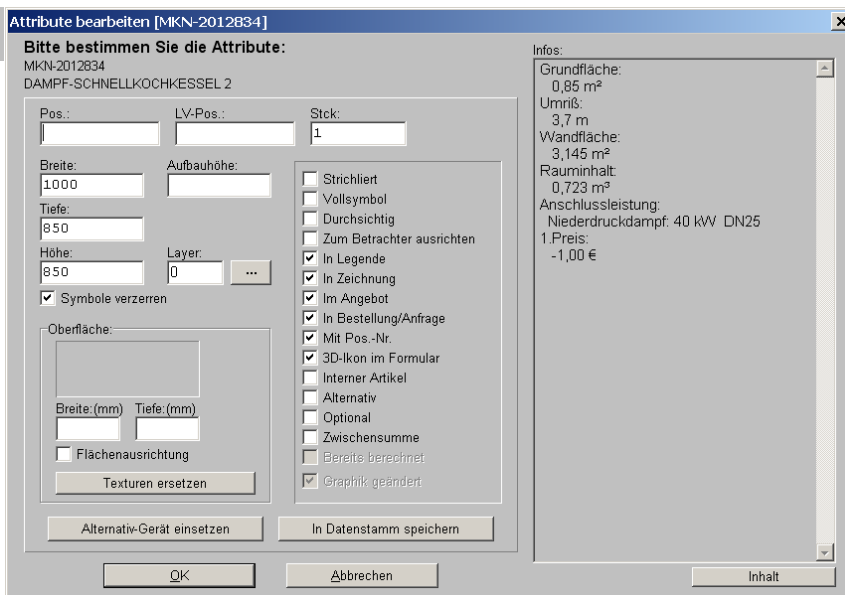 Attribute bearbeiten [MKN-2012834]
Bitte bestimmen Sie die Attribute:
MKN-2012834
DAMPF-SCHNELLKOCHKESSEL 2
Pos.: LV-Pos.: Stck:
1
Breite: Aufbauhöhe:
1000
Tiefe:
850
Höhe: Layer:
850 0 ...
Symbole verzerren
Oberfläche:
Breite:(mm) Tiefe:(mm)
Flächenausrichtung
Texturen ersetzen
Strichliert
Vollsymbol
Durchsichtig
Zum Betrachter ausrichten
In Legende
In Zeichnung
Im Angebot
In Bestellung/Anfrage
Mit Pos.-Nr.
3D-Ikon im Formular
Interner Artikel
Alternativ
Optional
Zwischensumme
Bereits berechnet
Graphik geändert
Alternativ-Gerät einsetzen In Datenstamm speichern
OK Abbrechen
Infos:
Grundfläche:
0,85 m²
Umriß:
3,7 m
Wandfläche:
3,145 m²
Rauminhalt:
0,723 m³
Anschlussleistung:
Niederdruckdampf: 40 kW DN25
1.Preis:
-1,00 €
Inhalt